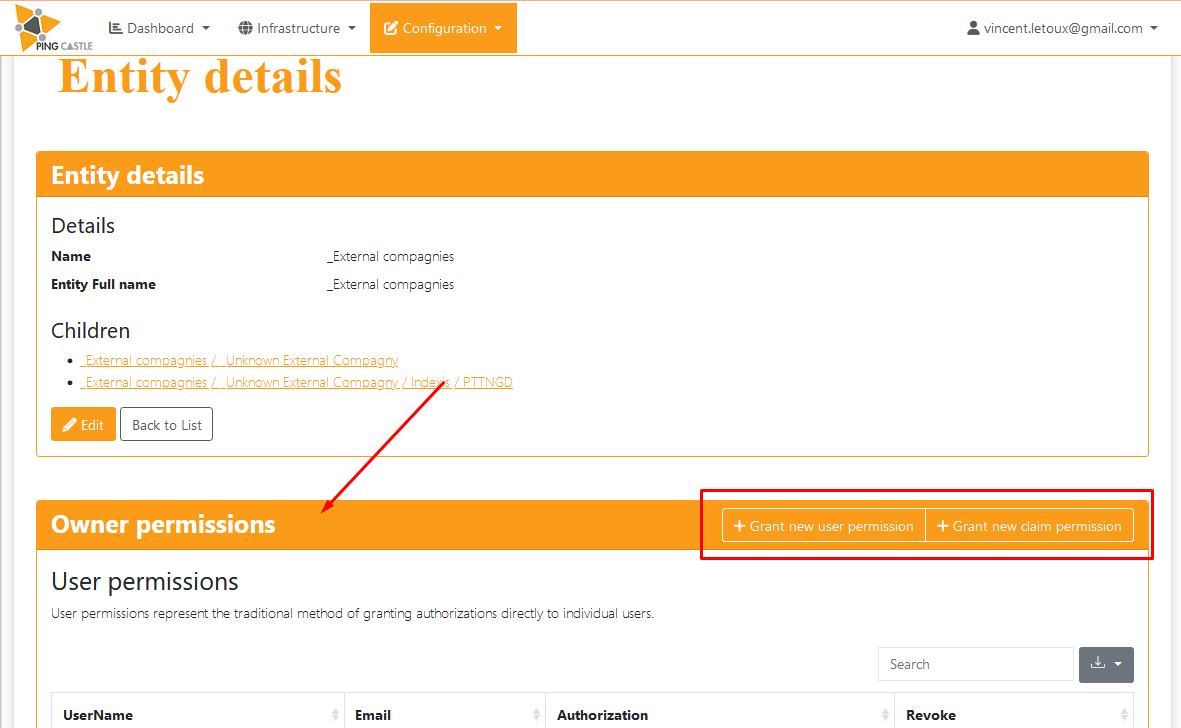 PING CASTLE
Dashboard
Infrastructure
Configuration
vincent.letoux@gmail.com
Entity details
Entity details
Details
Name _External compagnies
Entity Full name _External compagnies
Children
_External compagnies / _Unknown External Compagny
_External compagnies / _Unknown External Compagny / Indexis / PTTNGD
Edit
Back to List
Owner permissions
+ Grant new user permission
+ Grant new claim permission
User permissions
User permissions represent the traditional method of granting authorizations directly to individual users.
Search
UserName Email Authorization Revoke